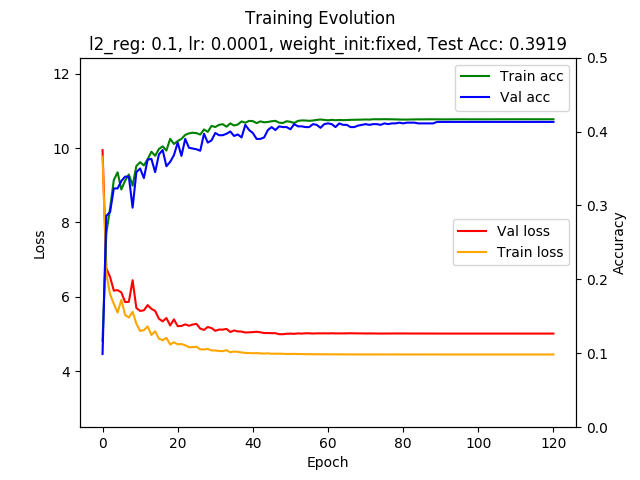 Training Evolution
l2_reg: 0.1, lr: 0.0001, weight_init:fixed, Test Acc: 0.3919
12
10
8
6
4
Loss
0.5
0.4
0.3
0.2
0.1
0.0
Accuracy
Train acc
Val acc
Val loss
Train loss
0 20 40 60 80 100 120
Epoch